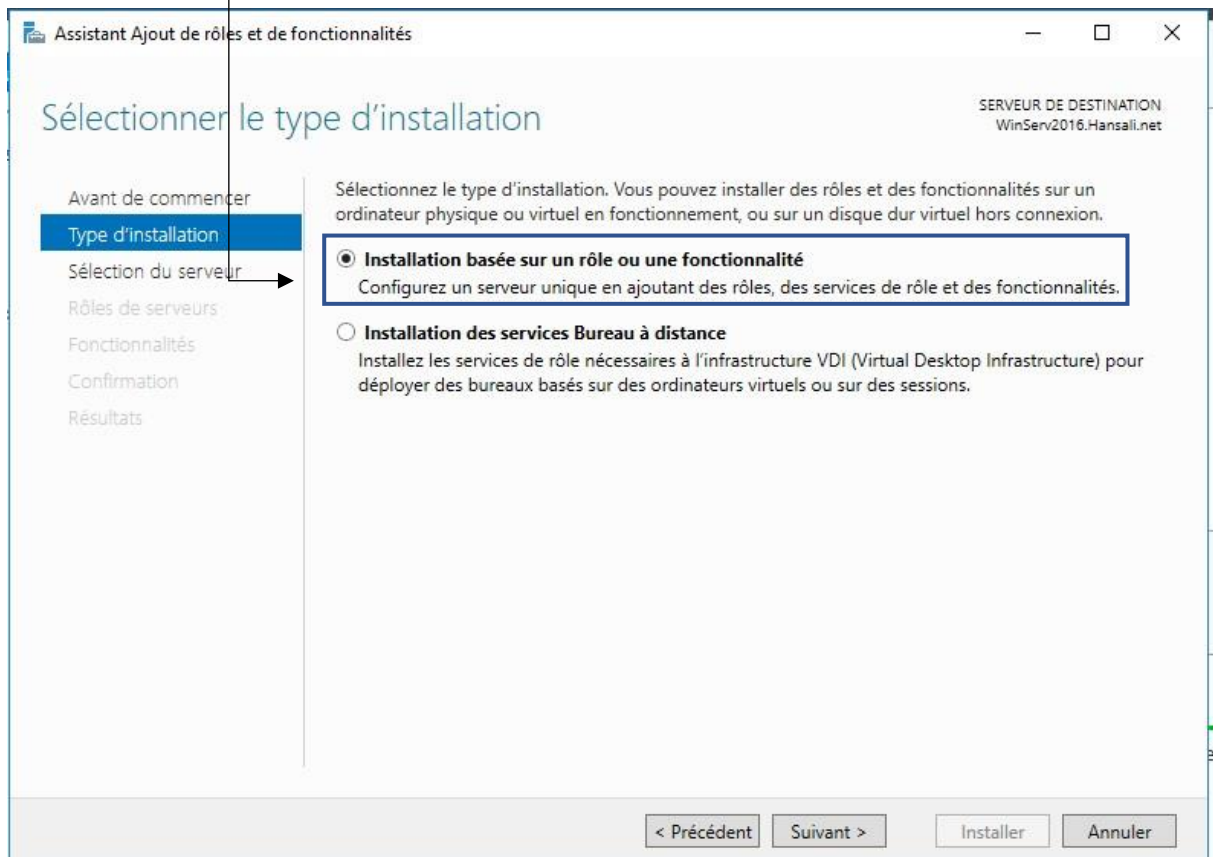 Assistant Ajout de rôles et de fonctionnalités
Sélectionner le type d'installation
SERVEUR DE DESTINATION
WinServ2016.Hansali.net
Avant de commencer
Type d'installation
Sélection du serveur
Rôles de serveurs
Fonctionnalités
Confirmation
Résultats
Sélectionnez le type d'installation. Vous pouvez installer des rôles et des fonctionnalités sur un
ordinateur physique ou virtuel en fonctionnement, ou sur un disque dur virtuel hors connexion.
Installation basée sur un rôle ou une fonctionnalité
Configurez un serveur unique en ajoutant des rôles, des services de rôle et des fonctionnalités.
Installation des services Bureau à distance
Installez les services de rôle nécessaires à l'infrastructure VDI (Virtual Desktop Infrastructure) pour
déployer des bureaux basés sur des ordinateurs virtuels ou sur des sessions.
< Précédent
Suivant >
Installer
Annuler